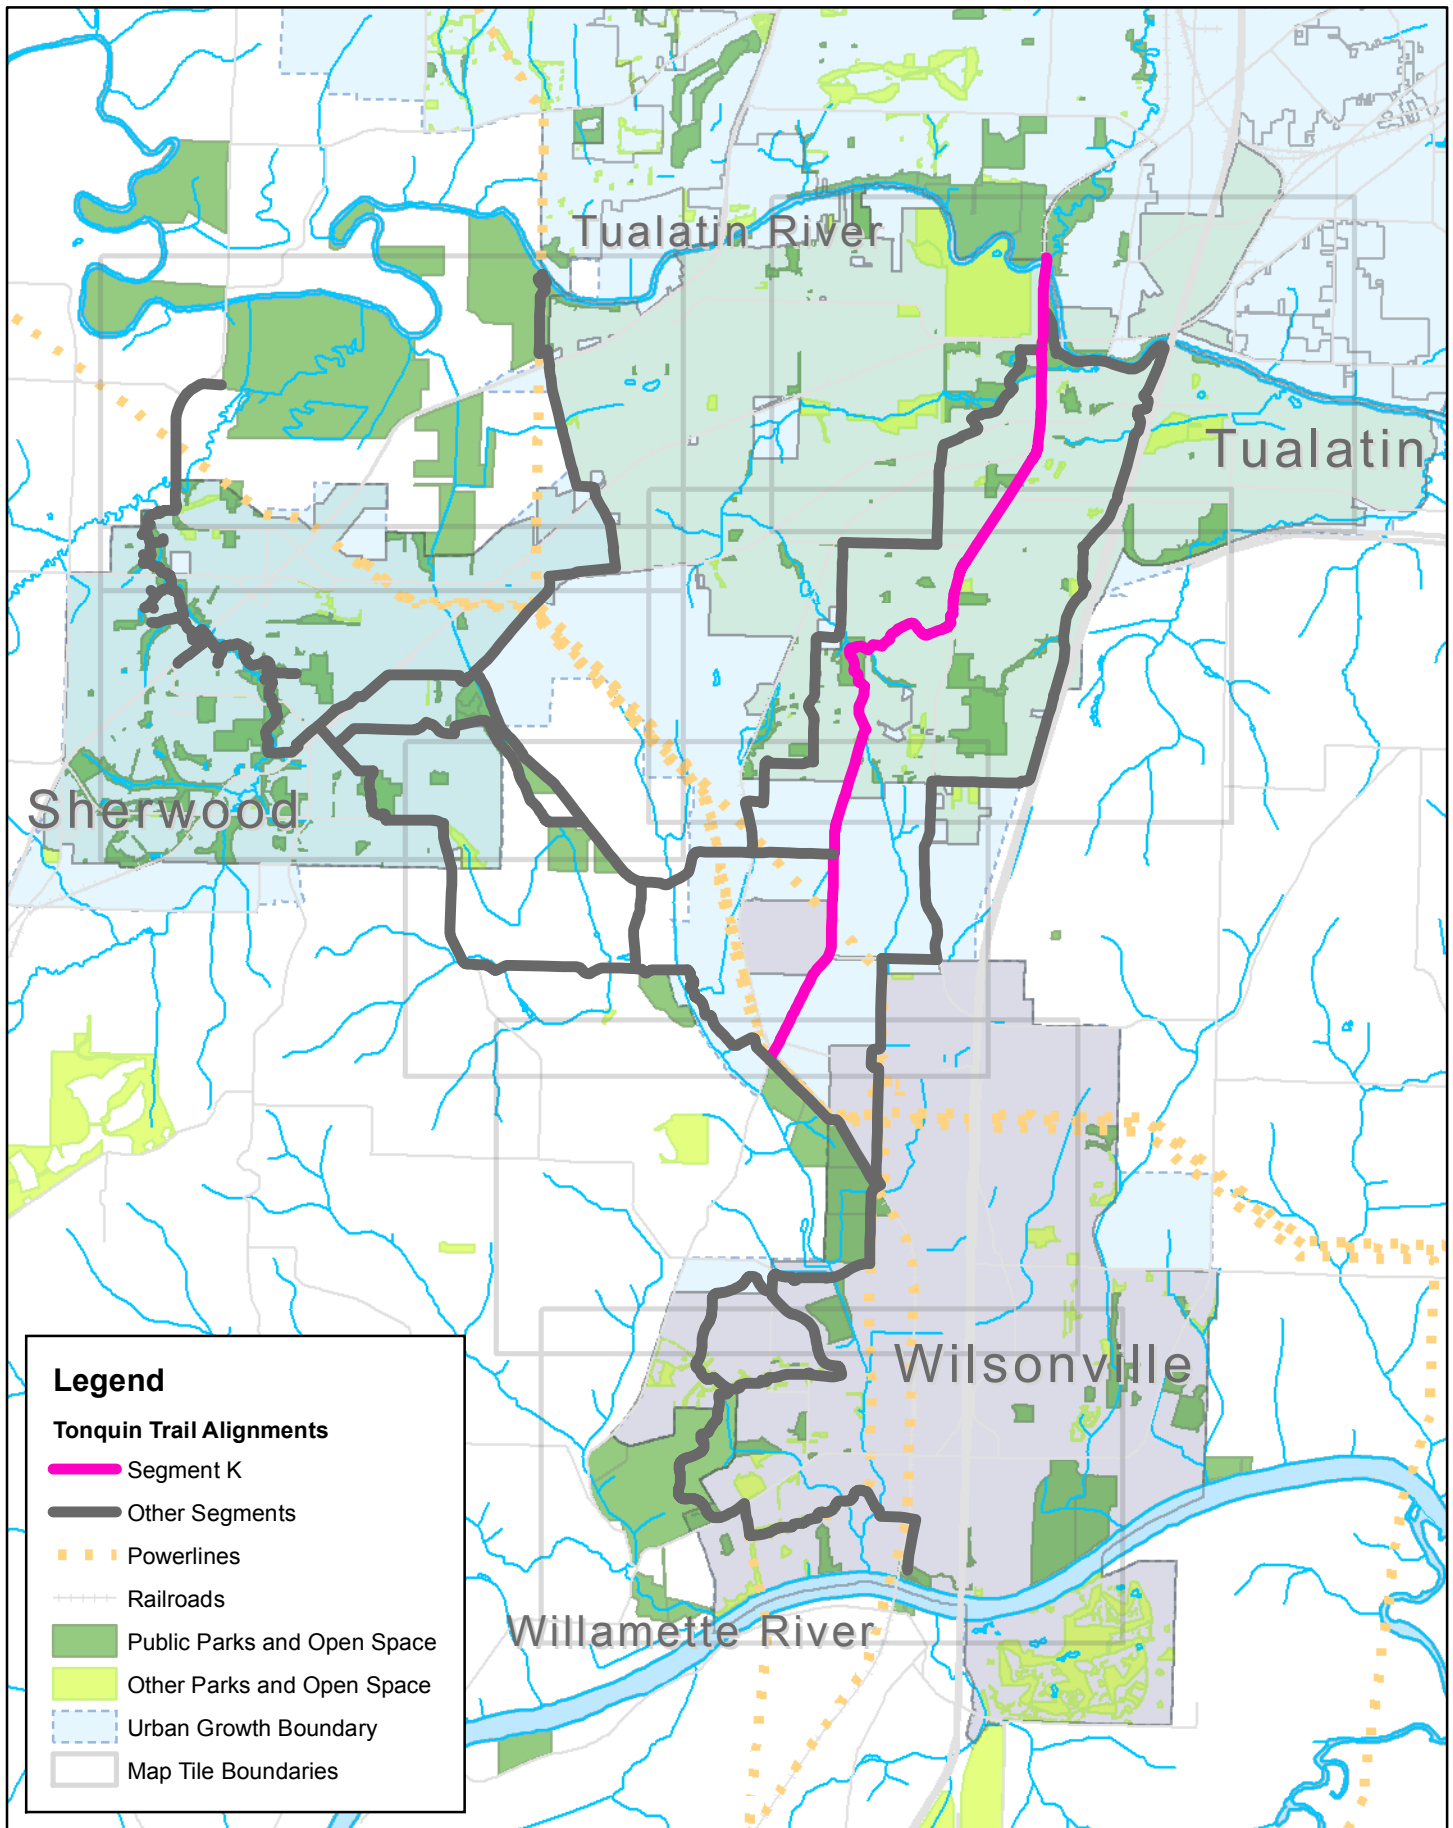 Tualatin River
Tualatin
Sherwood
Wilsonville
Willamette River
Legend
Tonquin Trail Alignments
Segment K
Other Segments
Powerlines
Railroads
Public Parks and Open Space
Other Parks and Open Space
Urban Growth Boundary
Map Tile Boundaries